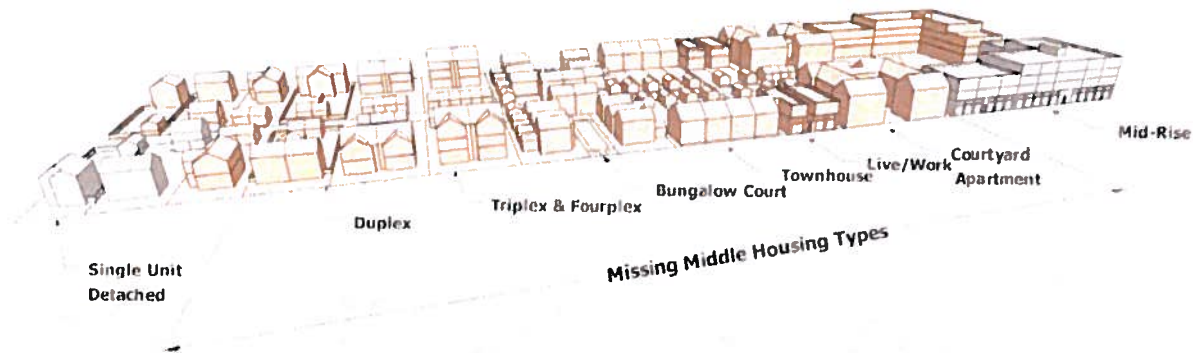 Single Unit
Detached
Duplex
Triplex & Fourplex
Bungalow Court
Townhouse
Live/Work
Courtyard
Apartment
Mid-Rise
Missing Middle Housing Types